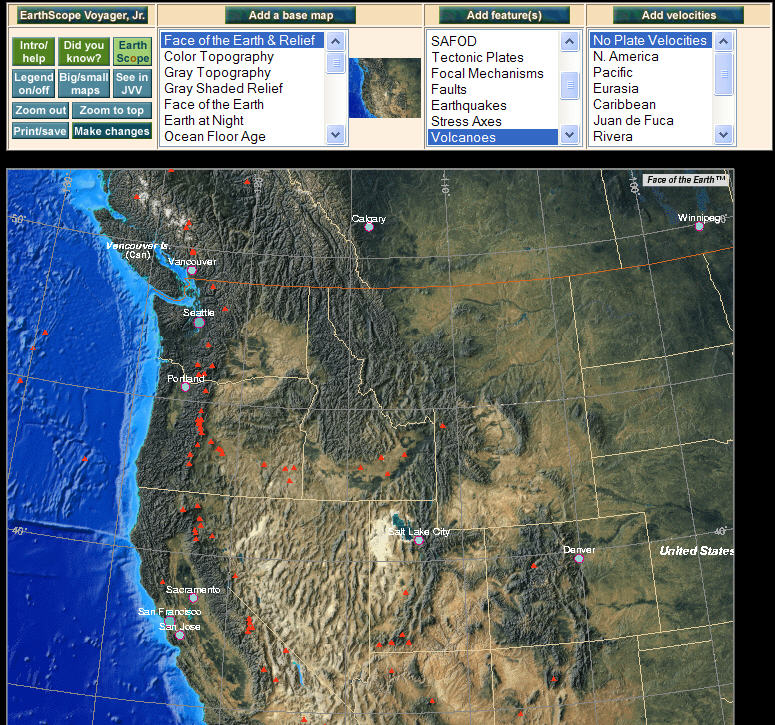 EarthScope Voyager, Jr.
Intro/
help
Did you
know?
Earth
Scope
Legend
on/off
Big/small
maps
See in
JVV
Zoom out
Zoom to top
Print/save
Make changes
Add a base map
Face of the Earth & Relief
Color Topography
Gray Topography
Gray Shaded Relief
Face of the Earth
Earth at Night
Ocean Floor Age
Add feature(s)
SAFOD
Tectonic Plates
Focal Mechanisms
Faults
Earthquakes
Stress Axes
Volcanoes
Add velocities
No Plate Velocities
N. America
Pacific
Eurasia
Caribbean
Juan de Fuca
Rivera
Face of the Earth™
50°
Calgary
Winnipeg
Vancouver Is.
(Can)
Vancouver
Seattle
Portland
40°
Salt Lake City
40°
Denver
United States
Sacramento
San Francisco
San Jose